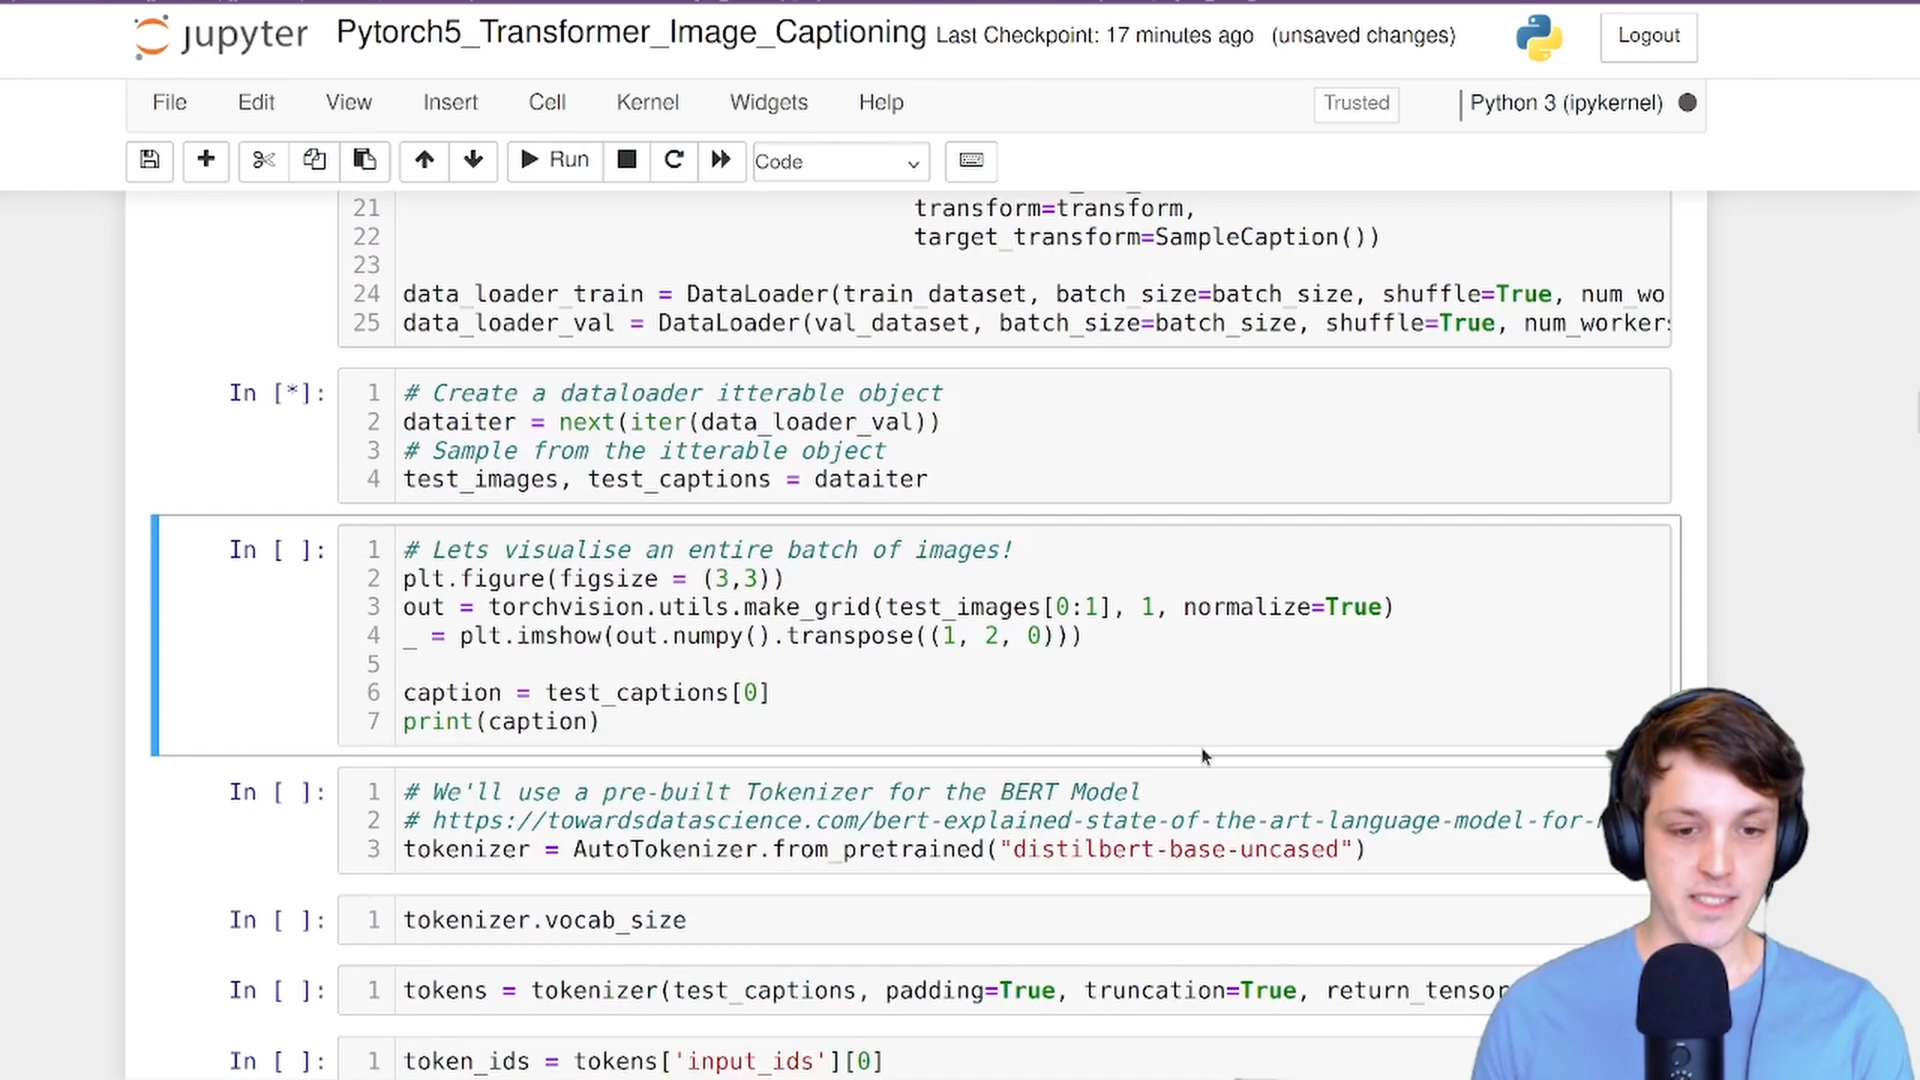 jupyter Pytorch5_Transformer_Image_Captioning Last Checkpoint: 17 minutes ago (unsaved changes) Logout
File Edit View Insert Cell Kernel Widgets Help Trusted Python 3 (ipykernel)
Run Code
21 transform=transform,
22 target_transform=SampleCaption())
23
24 data_loader_train = DataLoader(train_dataset, batch_size=batch_size, shuffle=True, num_wo
25 data_loader_val = DataLoader(val_dataset, batch_size=batch_size, shuffle=True, num_workers
In [*]: 1 # Create a dataloader itterable object
2 dataiter = next(iter(data_loader_val))
3 # Sample from the itterable object
4 test_images, test_captions = dataiter
In [ ]: 1 # Lets visualise an entire batch of images!
2 plt.figure(figsize = (3,3))
3 out = torchvision.utils.make_grid(test_images[0:1], 1, normalize=True)
4 _ = plt.imshow(out.numpy().transpose((1, 2, 0)))
5
6 caption = test_captions[0]
7 print(caption)
In [ ]: 1 # We'll use a pre-built Tokenizer for the BERT Model
2 # https://towardsdatascience.com/bert-explained-state-of-the-art-language-model-for-
3 tokenizer = AutoTokenizer.from_pretrained("distilbert-base-uncased")
In [ ]: 1 tokenizer.vocab_size
In [ ]: 1 tokens = tokenizer(test_captions, padding=True, truncation=True, return_tensor
In [ ]: 1 token_ids = tokens['input_ids'][0]